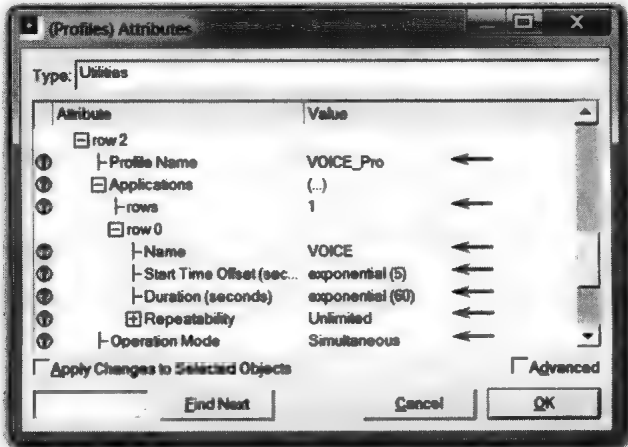 (Profiles) Attributes
Type: Utilities
Attribute Value
row 2
Profile Name VOICE_Pro
Applications (...)
rows 1
row 0
Name VOICE
Start Time Offset (sec... exponential (5)
Duration (seconds) exponential (60)
Repeatability Unlimited
Operation Mode Simultaneous
Apply Changes to Selected Objects Advanced
Find Next Cancel OK